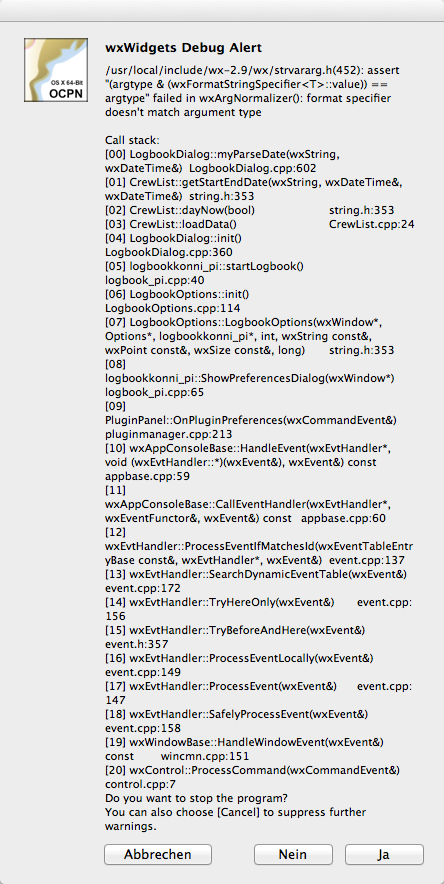 OS X 64-Bit
OCPN
wxWidgets Debug Alert
/usr/local/include/wx-2.9/wx/strvararg.h(452): assert
"(argtype & (wxFormatStringSpecifier<T>::value)) ==
argtype" failed in wxArgNormalizer(): format specifier
doesn't match argument type
Call stack:
[00] LogbookDialog::myParseDate(wxString,
wxDateTime&) LogbookDialog.cpp:602
[01] CrewList::getStartEndDate(wxString, wxDateTime&,
wxDateTime&) string.h:353
[02] CrewList::dayNow(bool) string.h:353
[03] CrewList::loadData() CrewList.cpp:24
[04] LogbookDialog::init()
LogbookDialog.cpp:360
[05] logbookkonni_pi::startLogbook()
logbook_pi.cpp:40
[06] LogbookOptions::init()
LogbookOptions.cpp:114
[07] LogbookOptions::LogbookOptions(wxWindow*,
Options*, logbookkonni_pi*, int, wxString const&,
wxPoint const&, wxSize const&, long) string.h:353
[08]
logbookkonni_pi::ShowPreferencesDialog(wxWindow*)
logbook_pi.cpp:65
[09]
PluginPanel::OnPluginPreferences(wxCommandEvent&)
pluginmanager.cpp:213
[10] wxAppConsoleBase::HandleEvent(wxEvtHandler*,
void (wxEvtHandler::*)(wxEvent&), wxEvent&) const
appbase.cpp:59
[11]
wxAppConsoleBase::CallEventHandler(wxEvtHandler*,
wxEventFunctor&, wxEvent&) const appbase.cpp:60
[12]
wxEvtHandler::ProcessEventIfMatchesId(wxEventTableEntr
yBase const&, wxEvtHandler*, wxEvent&) event.cpp:137
[13] wxEvtHandler::SearchDynamicEventTable(wxEvent&)
event.cpp:172
[14] wxEvtHandler::TryHereOnly(wxEvent&) event.cpp:
156
[15] wxEvtHandler::TryBeforeAndHere(wxEvent&)
event.h:357
[16] wxEvtHandler::ProcessEventLocally(wxEvent&)
event.cpp:149
[17] wxEvtHandler::ProcessEvent(wxEvent&) event.cpp:
147
[18] wxEvtHandler::SafelyProcessEvent(wxEvent&)
event.cpp:158
[19] wxWindowBase::HandleWindowEvent(wxEvent&)
const wincmn.cpp:151
[20] wxControl::ProcessCommand(wxCommandEvent&)
control.cpp:7
Do you want to stop the program?
You can also choose [Cancel] to suppress further
warnings.
Abbrechen Nein Ja